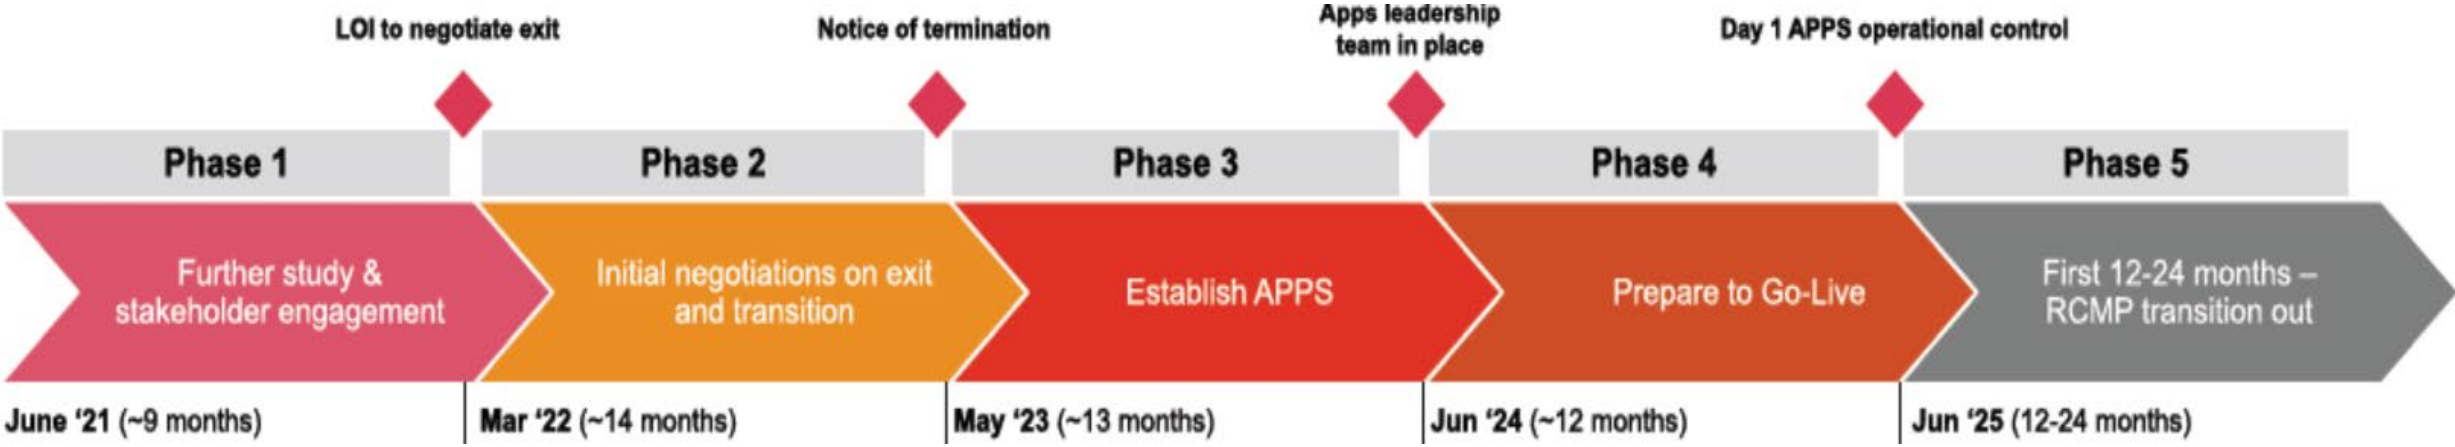 LOI to negotiate exit
Notice of termination
Apps leadership
team in place
Day 1 APPS operational control
Phase 1
Phase 2
Phase 3
Phase 4
Phase 5
Further study &
stakeholder engagement
Initial negotiations on exit
and transition
Establish APPS
Prepare to Go-Live
First 12-24 months –
RCMP transition out
June ‘21 (~9 months)
Mar ‘22 (~14 months)
May ‘23 (~13 months)
Jun ‘24 (~12 months)
Jun ‘25 (12-24 months)